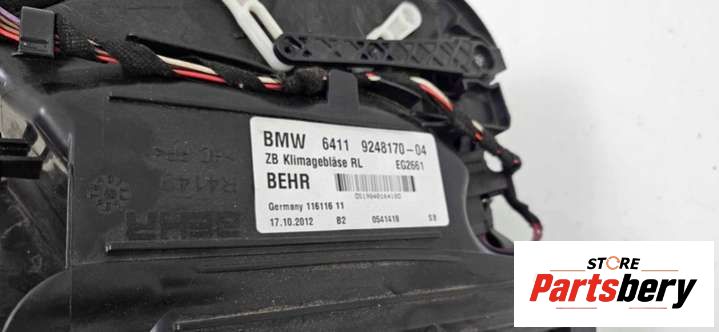 BMW 6411 9248170-04
ZB Klimagebläse RL EG2661
BEHR
Germany 116116 11
17.10.2012 B2 0541418
BEHR
STORE
Partsbery